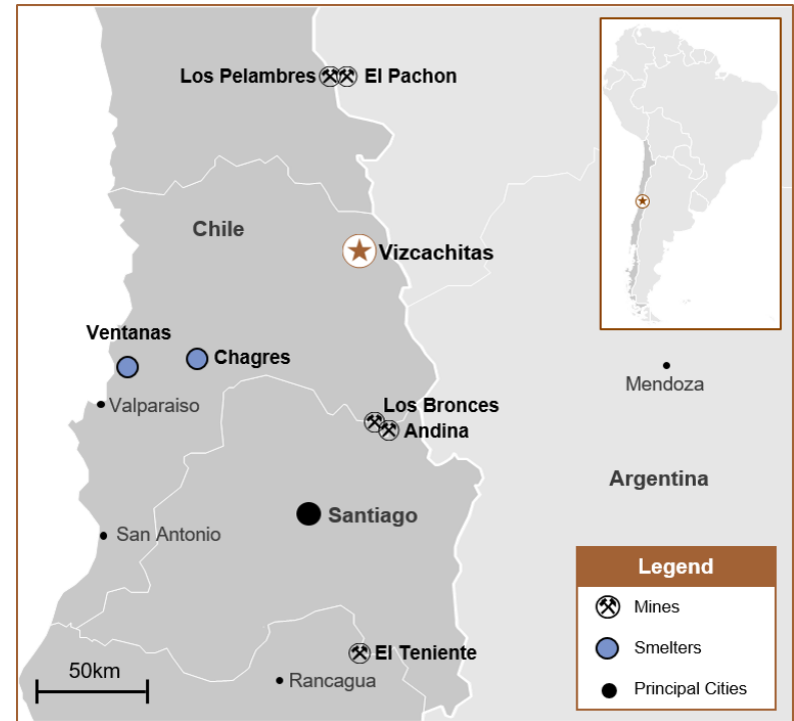 Los Pelambres
El Pachon
Chile
Vizcachitas
Ventanas
Chagres
Mendoza
Valparaiso
Los Bronces
Andina
Argentina
Santiago
San Antonio
Legend
Mines
El Teniente
Smelters
50km
Rancagua
Principal Cities